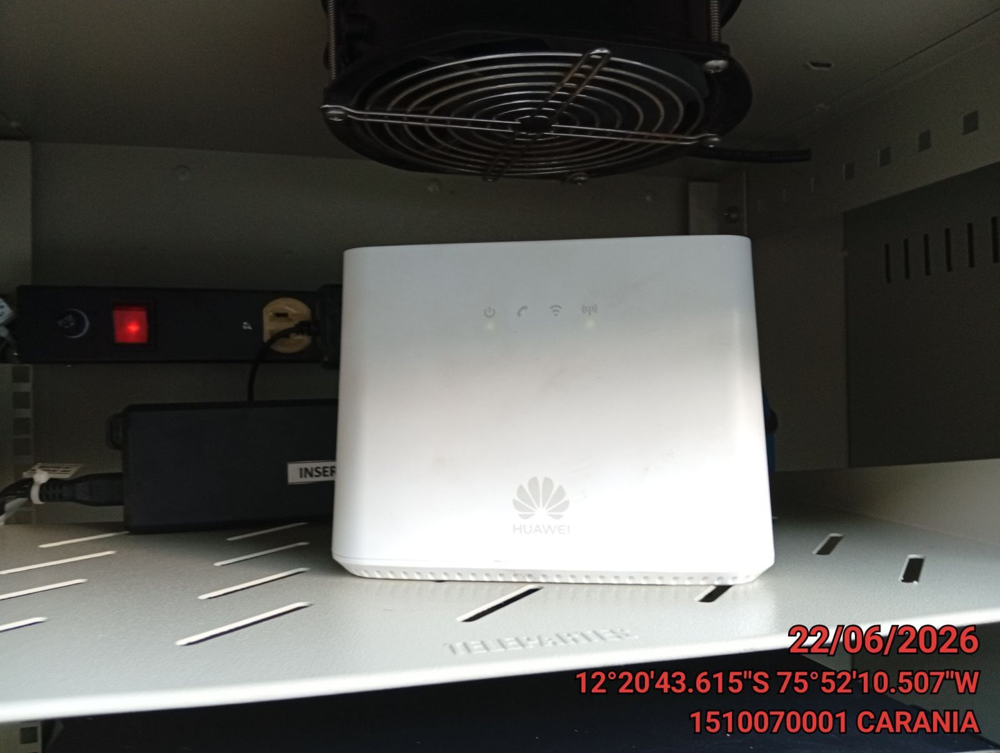 INSER
HUAWEI
TELEPARTES
22/06/2026
12°20'43.615"S 75°52'10.507"W
1510070001 CARANIA